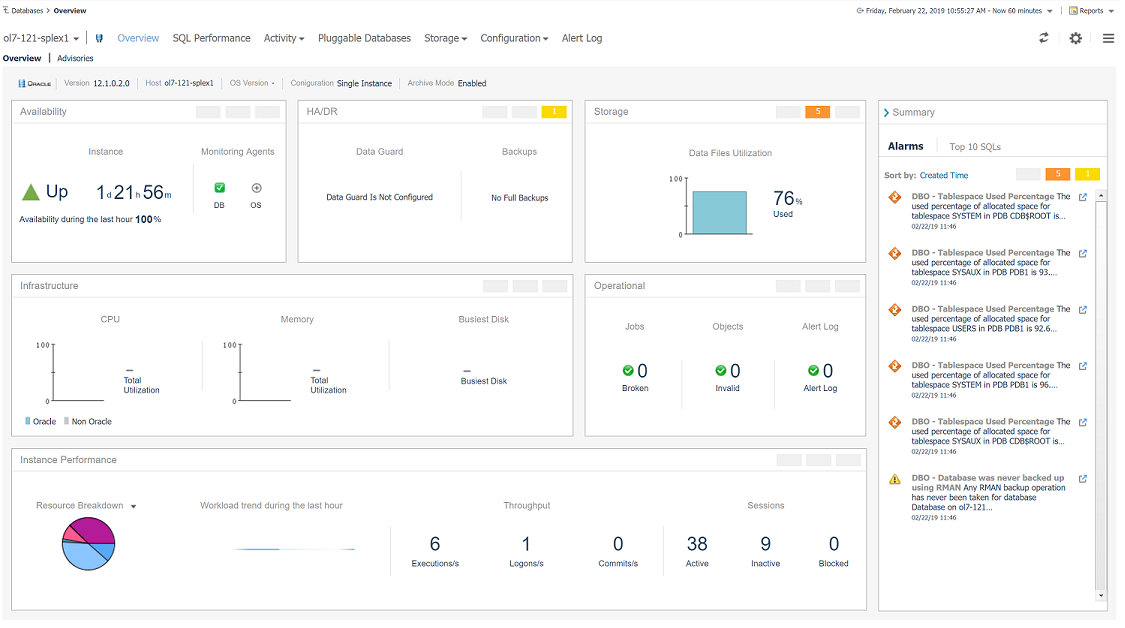 Databases > Overview
Friday, February 22, 2019 10:55:27 AM - Now 60 minutes
Reports
ol7-121-splex1
Overview
SQL Performance
Activity
Pluggable Databases
Storage
Configuration
Alert Log
Overview
Advisories
ORACLE
Version 12.1.0.2.0
Host ol7-121-splex1
OS Version -
Coniguration Single Instance
Archive Mode Enabled
Availability
Instance
Monitoring Agents
Up
1d 21h 56m
DB
OS
Availability during the last hour 100%
HA/DR
1
Data Guard
Backups
Data Guard Is Not Configured
No Full Backups
Storage
5
Data Files Utilization
100
0
76%
Used
Infrastructure
CPU
Memory
Busiest Disk
100
0
Total
Utilization
100
0
Total
Utilization
Busiest Disk
Oracle
Non Oracle
Operational
Jobs
Objects
Alert Log
0
0
0
Broken
Invalid
Alert Log
Instance Performance
Resource Breakdown
Workload trend during the last hour
Throughput
Sessions
6
1
0
38
9
0
Executions/s
Logons/s
Commits/s
Active
Inactive
Blocked
Summary
Alarms
Top 10 SQLs
Sort by: Created Time
5
1
DBO - Tablespace Used Percentage The
used percentage of allocated space for
tablespace SYSTEM in PDB CDB$ROOT is...
02/22/19 11:46
DBO - Tablespace Used Percentage The
used percentage of allocated space for
tablespace SYSAUX in PDB PDB1 is 93....
02/22/19 11:46
DBO - Tablespace Used Percentage The
used percentage of allocated space for
tablespace USERS in PDB PDB1 is 92.6...
02/22/19 11:46
DBO - Tablespace Used Percentage The
used percentage of allocated space for
tablespace SYSTEM in PDB PDB1 is 96....
02/22/19 11:46
DBO - Tablespace Used Percentage The
used percentage of allocated space for
tablespace SYSAUX in PDB CDB$ROOT is...
02/22/19 11:46
DBO - Database was never backed up
using RMAN Any RMAN backup operation
has never been taken for database
Database on ol7-121...
02/22/19 11:46